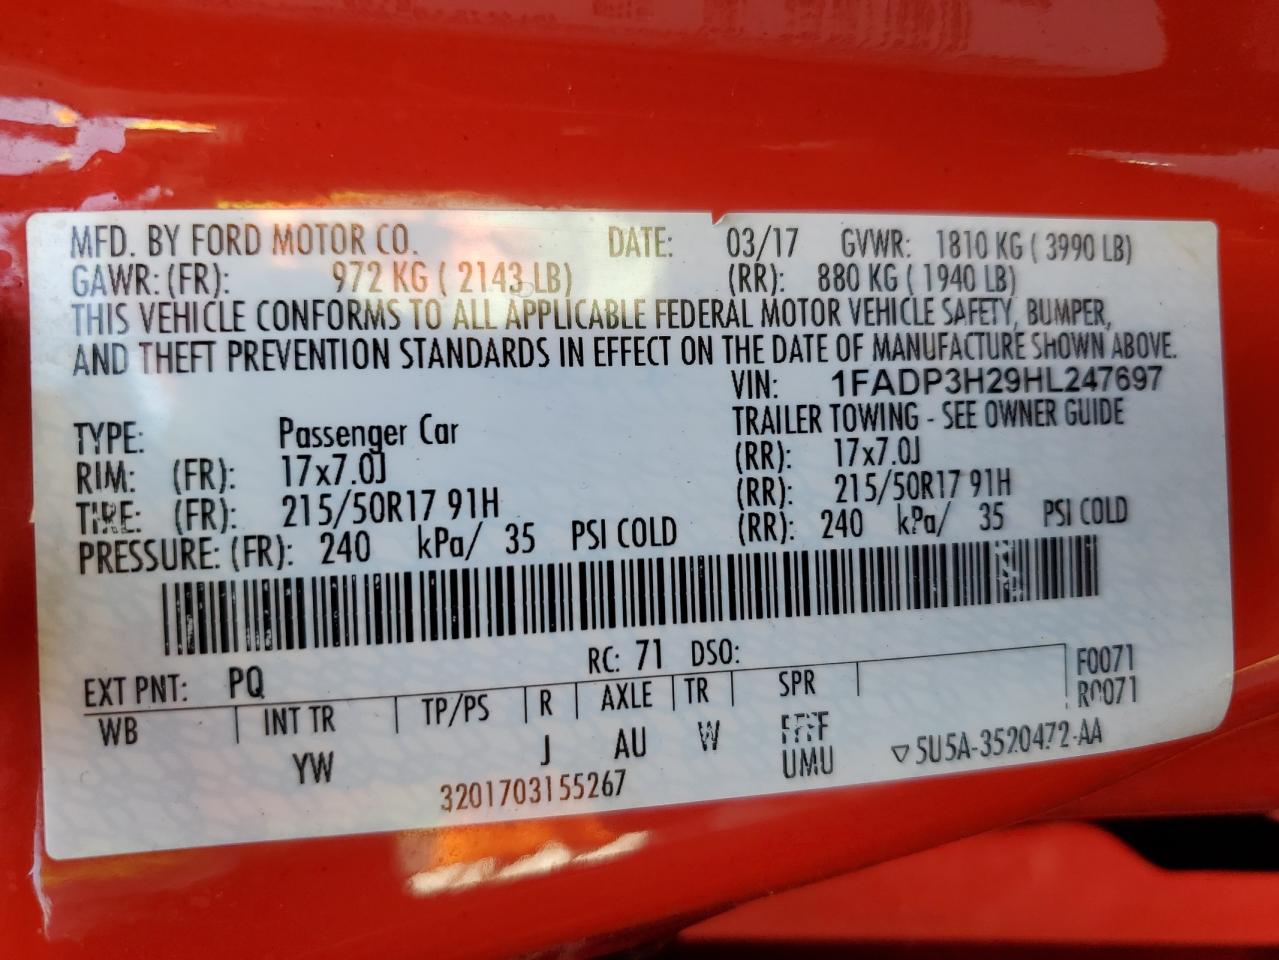 MFD. BY FORD MOTOR CO. DATE: 03/17 GVWR: 1810 KG ( 3990 LB)
GAWR: (FR): 972 KG ( 2143 LB) (RR): 880 KG ( 1940 LB)
THIS VEHICLE CONFORMS TO ALL APPLICABLE FEDERAL MOTOR VEHICLE SAFETY, BUMPER,
AND THEFT PREVENTION STANDARDS IN EFFECT ON THE DATE OF MANUFACTURE SHOWN ABOVE.
VIN: 1FADP3H29HL247697
TYPE: Passenger Car TRAILER TOWING - SEE OWNER GUIDE
RIM: (FR): 17x7.0J (RR): 17x7.0J
TIRE: (FR): 215/50R17 91H (RR): 215/50R17 91H
PRESSURE: (FR): 240 kPa/ 35 PSI COLD (RR): 240 kPa/ 35 PSI COLD
EXT PNT: PQ RC: 71 DSO: F0071
WB INT TR TP/PS R AXLE TR SPR R0071
YW J AU W UMU ▽ 5U5A-3520472-AA
3201703155267